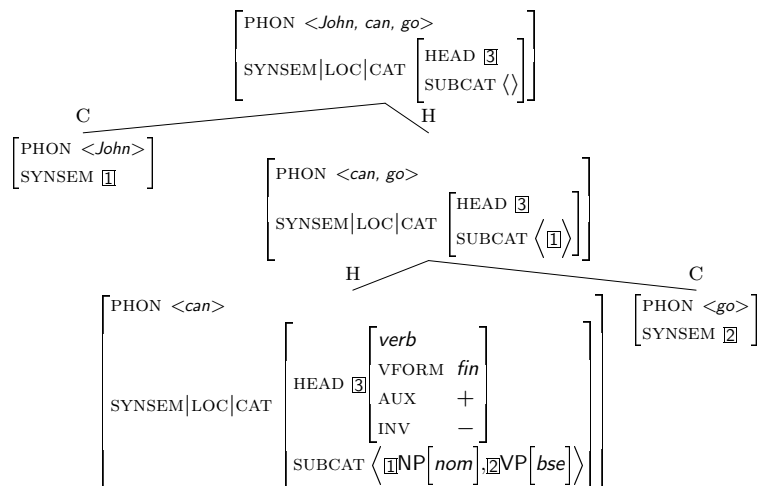 PHON <John, can, go>
SYNSEM|LOC|CAT
HEAD 3
SUBCAT ⟨⟩
C
H
PHON <John>
SYNSEM 1
PHON <can, go>
SYNSEM|LOC|CAT
HEAD 3
SUBCAT ⟨1⟩
H
C
PHON <can>
SYNSEM|LOC|CAT
HEAD 3
verb
VFORM fin
AUX +
INV −
SUBCAT ⟨1NP[nom],2VP[bse]⟩
PHON <go>
SYNSEM 2